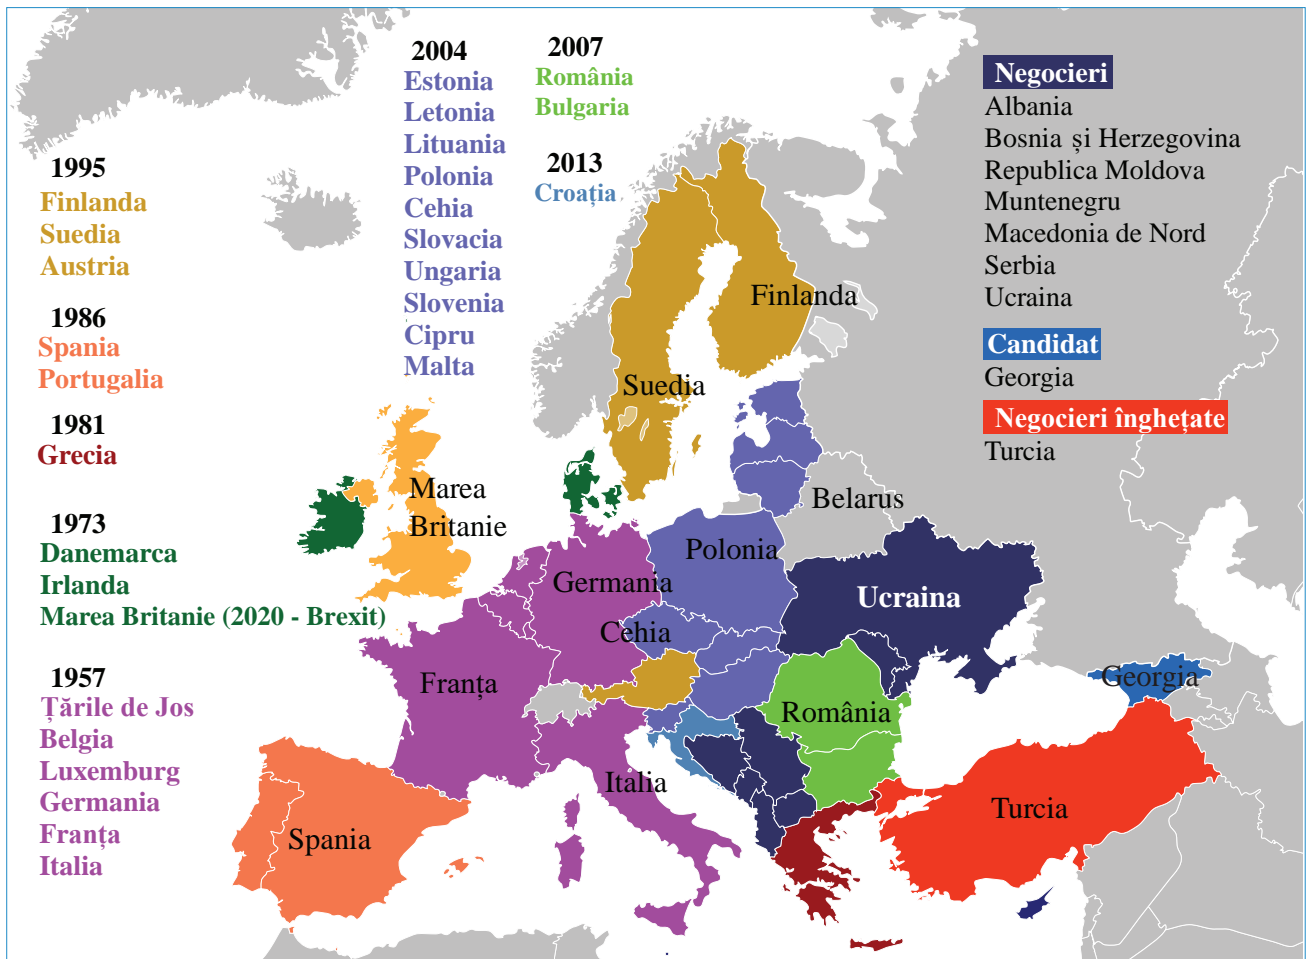 2004
Estonia
Letonia
Lituania
Polonia
Cehia
Slovacia
Ungaria
Slovenia
Cipru
Malta
2007
România
Bulgaria
2013
Croația
1995
Finlanda
Suedia
Austria
1986
Spania
Portugalia
1981
Grecia
1973
Danemarca
Irlanda
Marea Britanie (2020 - Brexit)
1957
Țările de Jos
Belgia
Luxemburg
Germania
Franța
Italia
Negocieri
Albania
Bosnia și Herzegovina
Republica Moldova
Muntenegru
Macedonia de Nord
Serbia
Ucraina
Candidat
Georgia
Negocieri înghețate
Turcia
Finlanda
Suedia
Marea
Britanie
Belarus
Polonia
Germania
Ucraina
Cehia
Franța
Georgia
România
Italia
Turcia
Spania